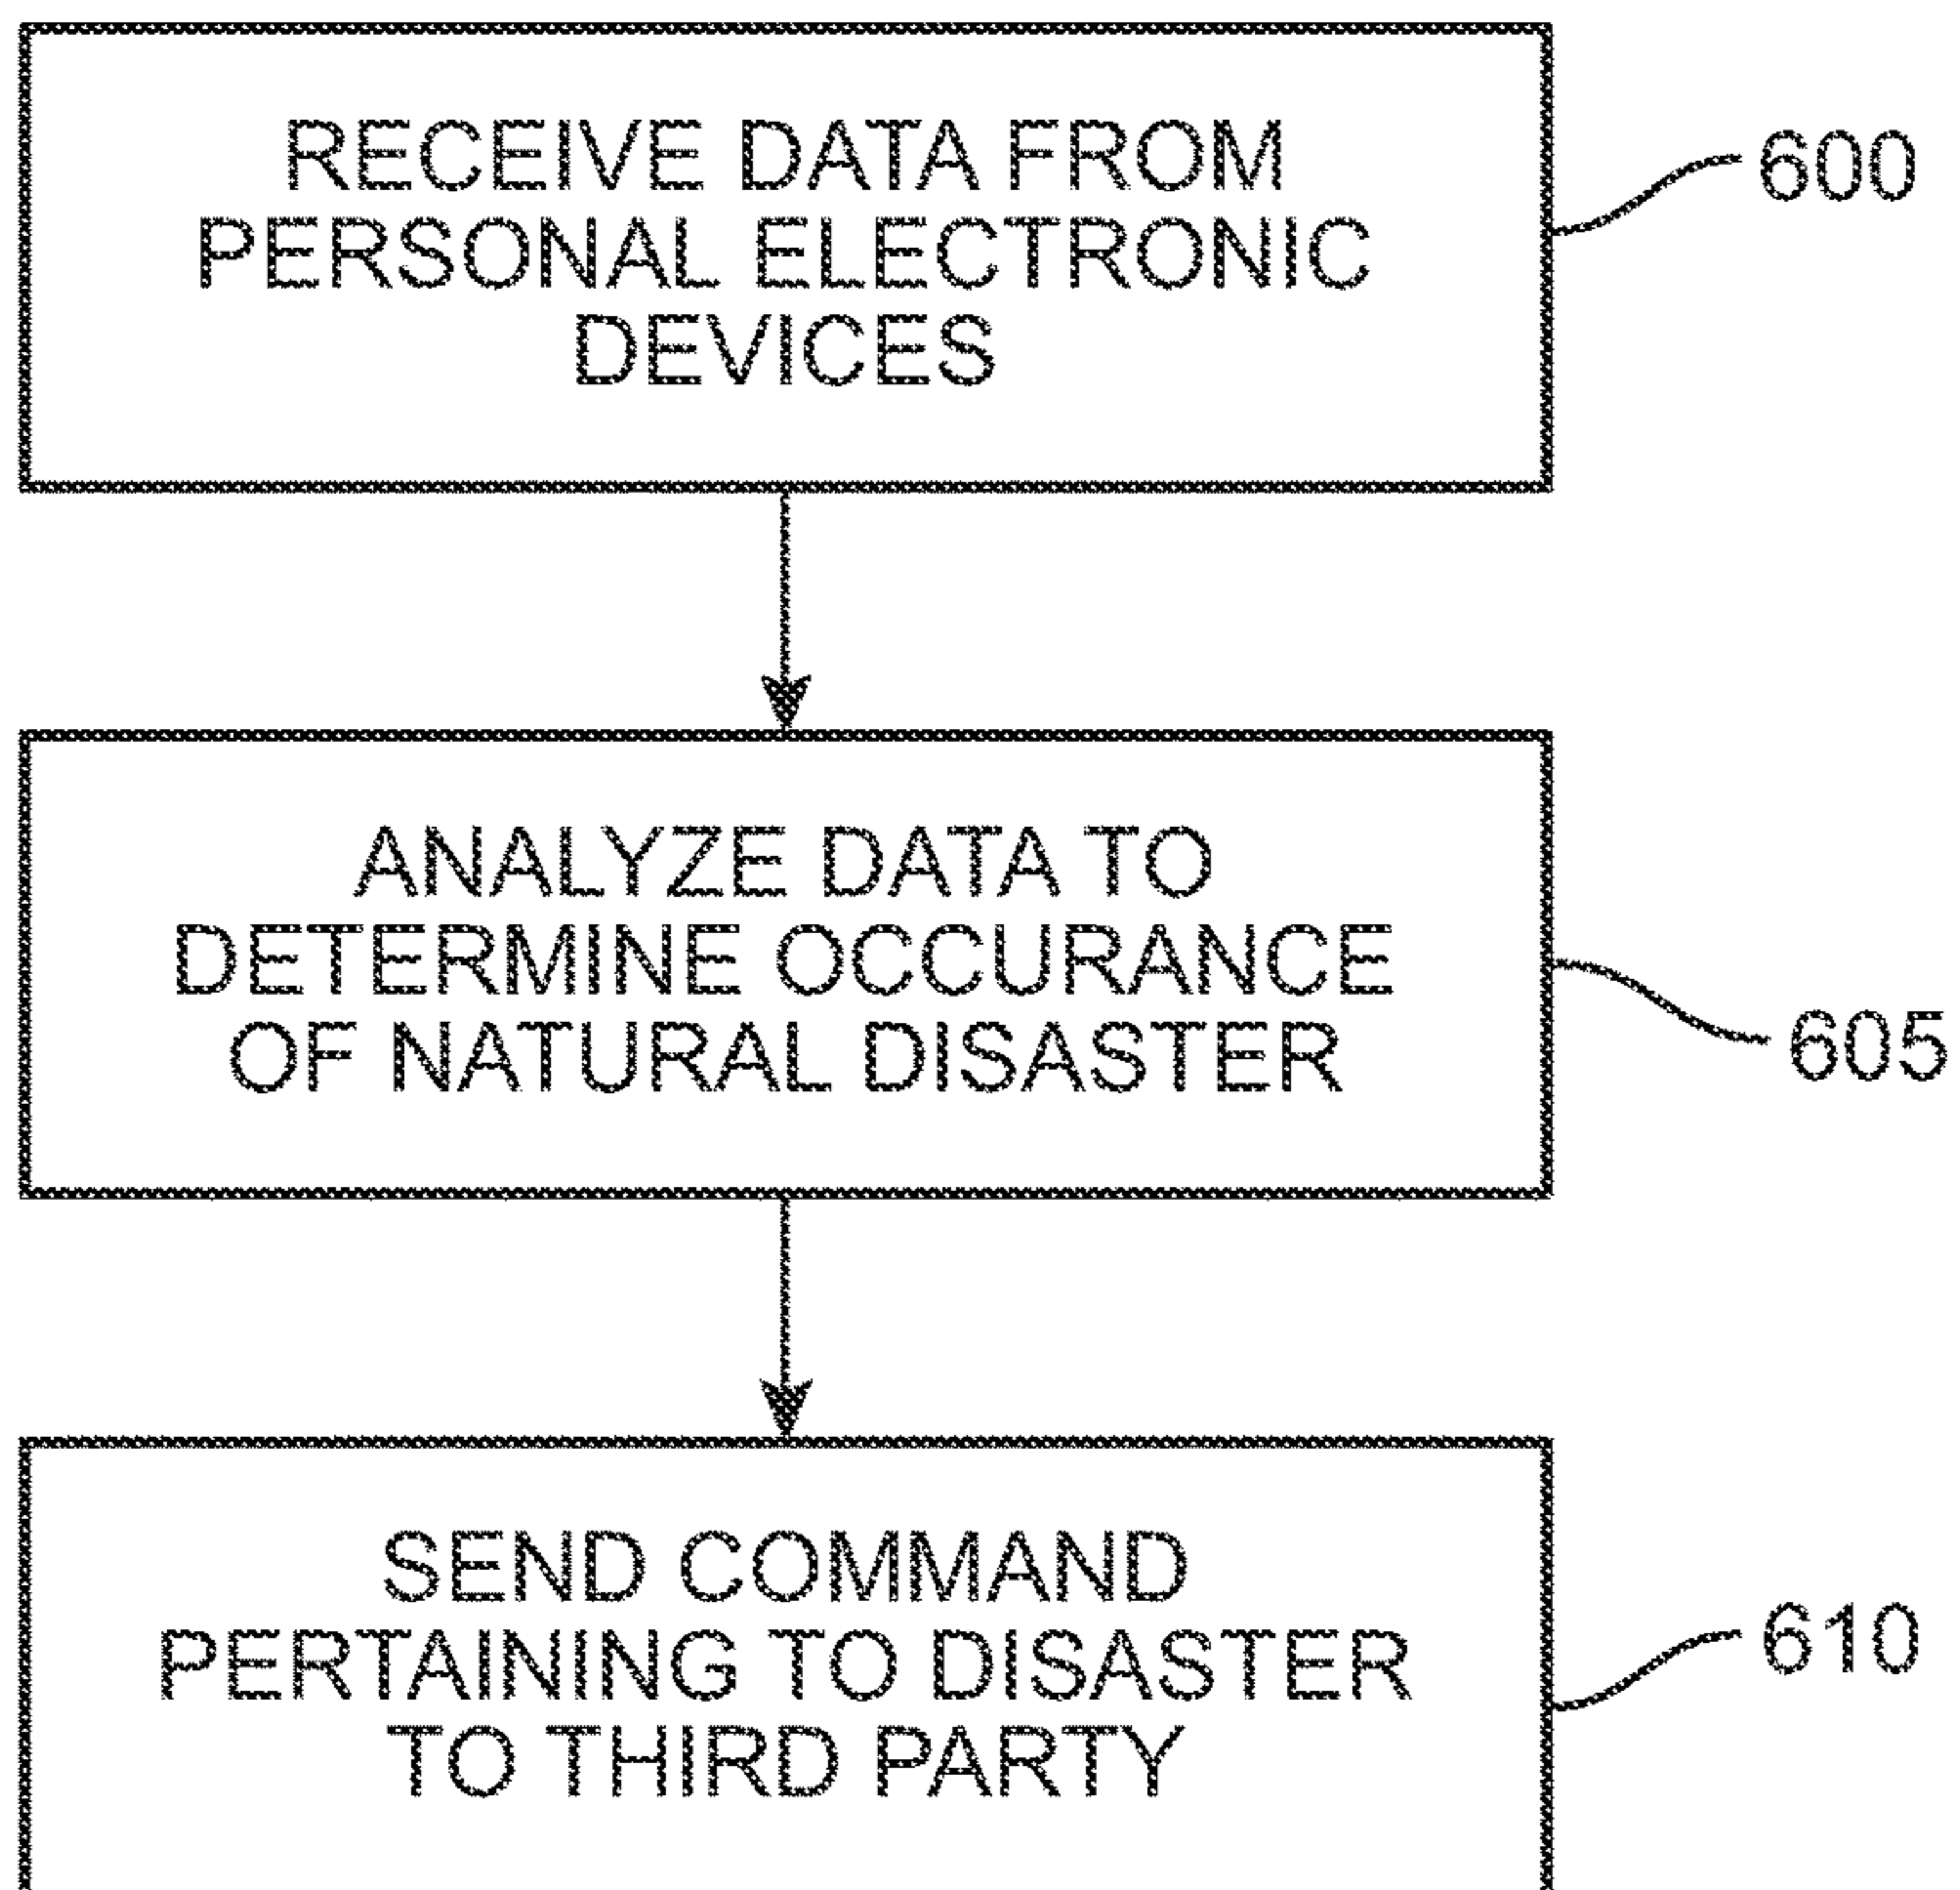 RECEIVE DATA FROM
PERSONAL ELECTRONIC
DEVICES
600
ANALYZE DATA TO
DETERMINE OCCURANCE
OF NATURAL DISASTER
605
SEND COMMAND
PERTAINING TO DISASTER
TO THIRD PARTY
610